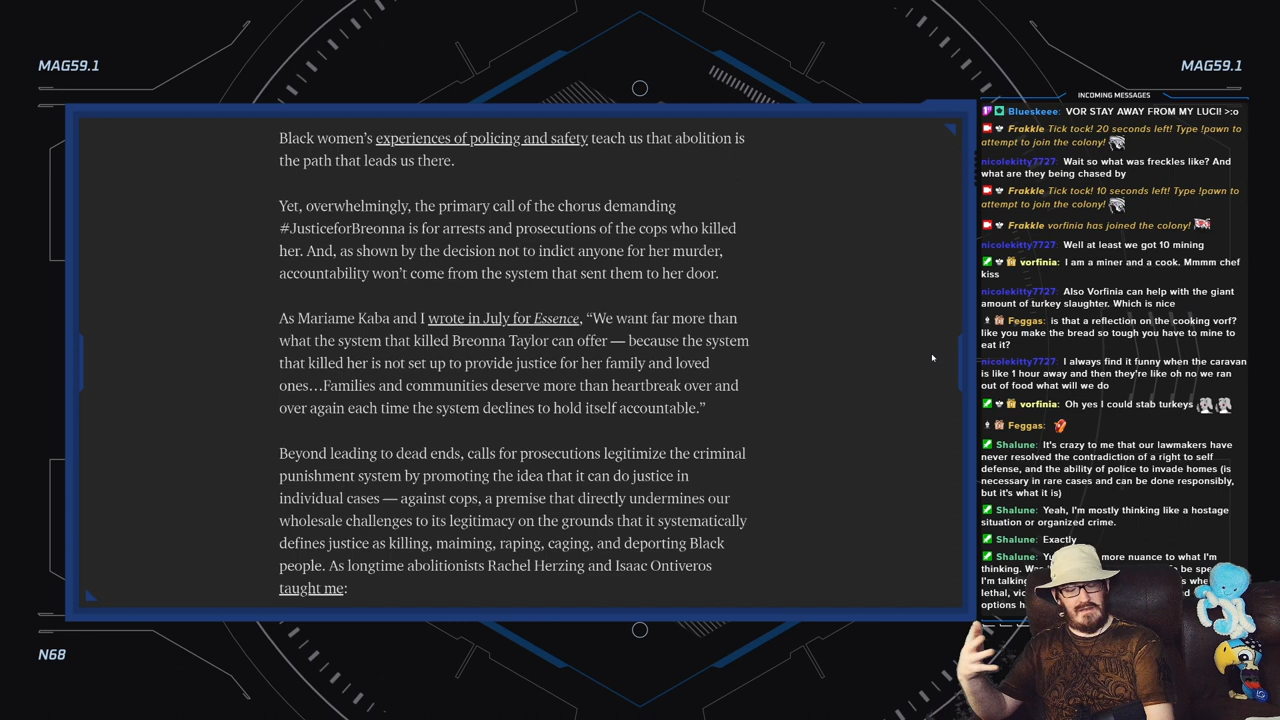 MAG59.1
MAG59.1
Black women's experiences of policing and safety teach us that abolition is
the path that leads us there.
Yet, overwhelmingly, the primary call of the chorus demanding
#JusticeforBreonna is for arrests and prosecutions of the cops who killed
her. And, as shown by the decision not to indict anyone for her murder,
accountability won't come from the system that sent them to her door.
As Mariame Kaba and I wrote in July for Essence, “We want far more than
what the system that killed Breonna Taylor can offer — because the system
that killed her is not set up to provide justice for her family and loved
ones…Families and communities deserve more than heartbreak over and
over again each time the system declines to hold itself accountable.”
Beyond leading to dead ends, calls for prosecutions legitimize the criminal
punishment system by promoting the idea that it can do justice in
individual cases — against cops, a premise that directly undermines our
wholesale challenges to its legitimacy on the grounds that it systematically
defines justice as killing, maiming, raping, caging, and deporting Black
people. As longtime abolitionists Rachel Herzing and Isaac Ontiveros
taught me:
N68
INCOMING MESSAGES
Blueskeee: VOR STAY AWAY FROM MY LUCI! >:o
Frakkle Tick tock! 20 seconds left! Type !pawn to
attempt to join the colony!
nicolekitty7727: Wait so what was freckles like? And
what are they being chased by
Frakkle Tick tock! 10 seconds left! Type !pawn to
attempt to join the colony!
Frakkle vorfinia has joined the colony!
nicolekitty7727: Well at least we got 10 mining
vorfinia: I am a miner and a cook. Mmmm chef
kiss
nicolekitty7727: Also Vorfinia can help with the giant
amount of turkey slaughter. Which is nice
Feggas: is that a reflection on the cooking vorf?
like you make the bread so tough you have to mine to
eat it?
nicolekitty7727: I always find it funny when the caravan
is like 1 hour away and then they're like oh no we ran
out of food what will we do
vorfinia: Oh yes I could stab turkeys
Feggas:
Shalune: It's crazy to me that our lawmakers have
never resolved the contradiction of a right to self
defense, and the ability of police to invade homes (is
necessary in rare cases and can be done responsibly,
but it's what it is)
Shalune: Yeah, I'm mostly thinking like a hostage
situation or organized crime.
Shalune: Exactly
Shalune: more nuance to what I'm
thinking. be spe
I'm talking
lethal, vio
options h